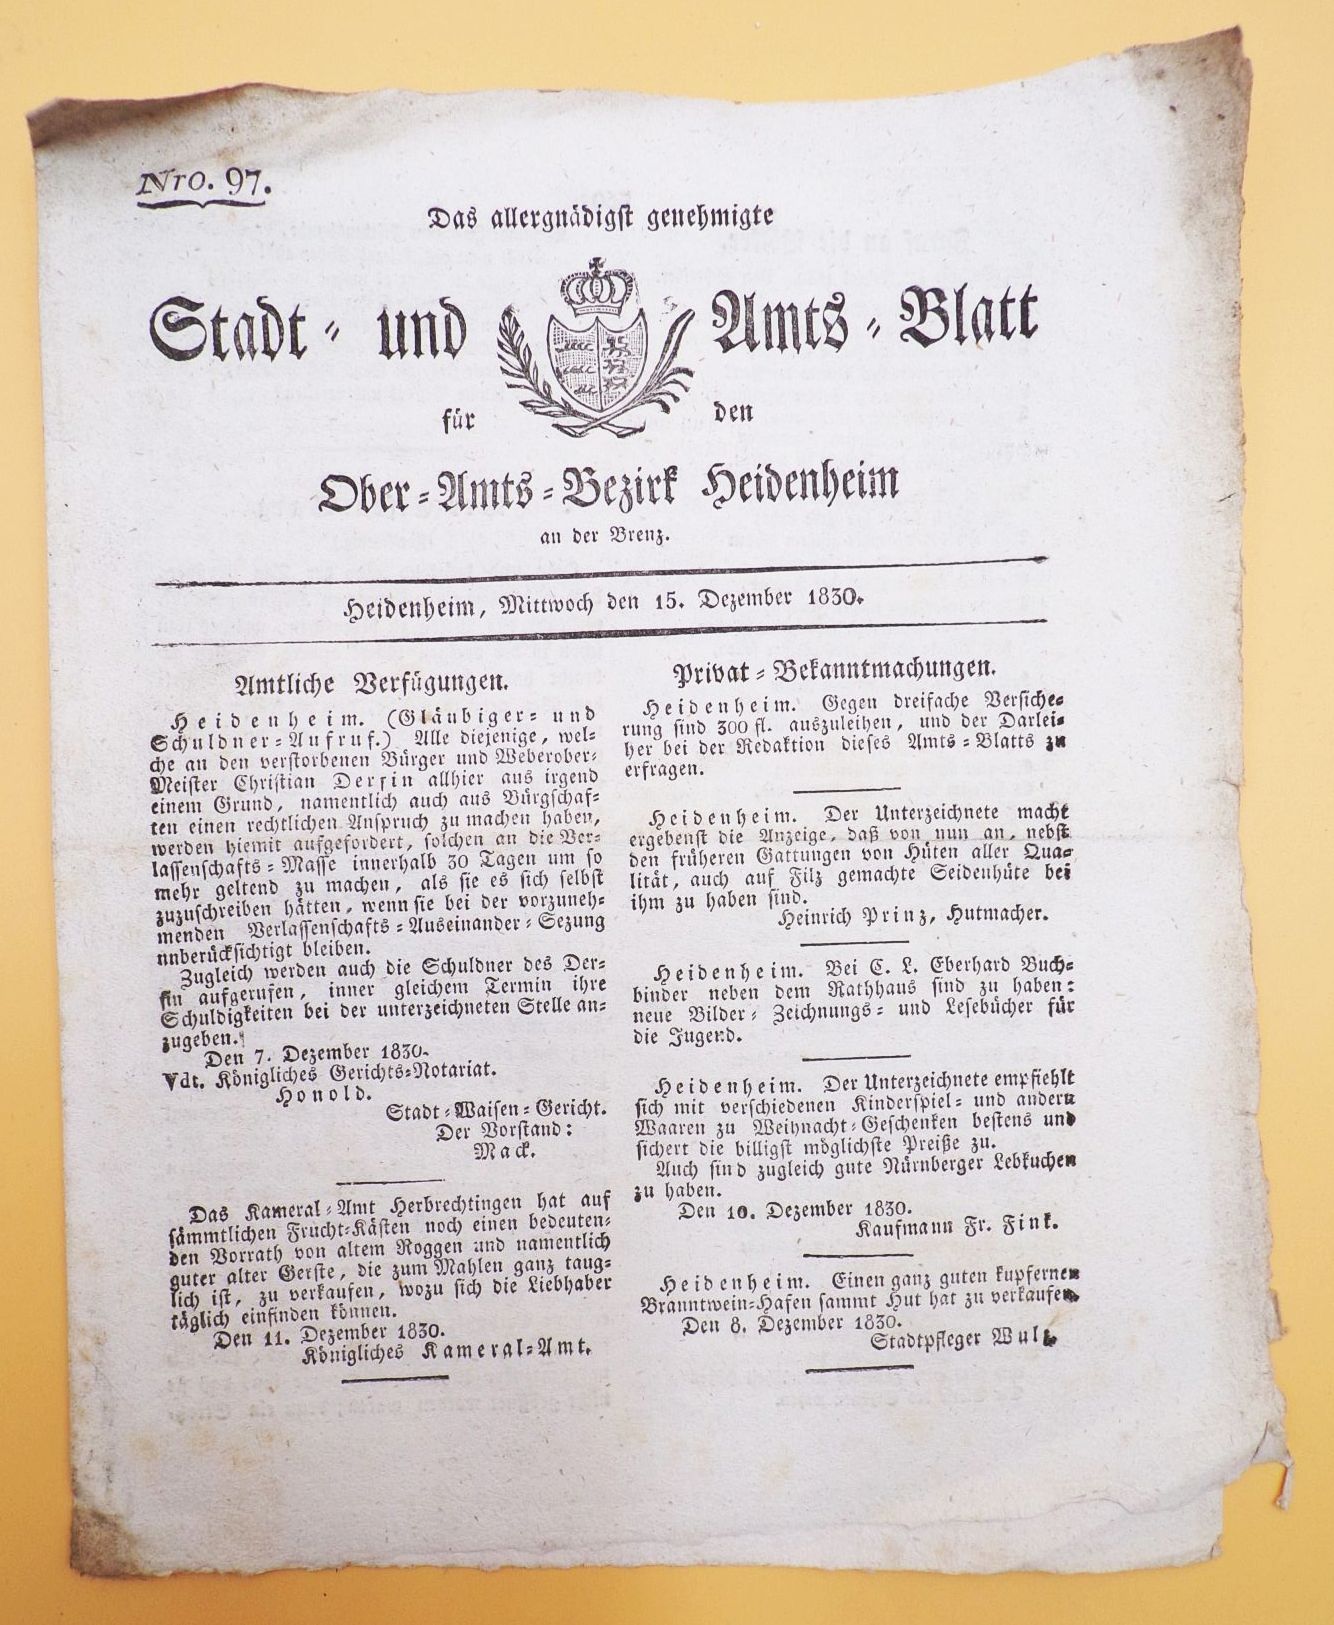 Nro. 97.
Das allergnädigst genehmigte
Stadt- und Amts-Blatt
für den
Ober-Amts-Bezirk Heidenheim
an der Brenz.
Heidenheim, Mittwoch den 15. Dezember 1830.
Amtliche Verfügungen.
Heidenheim. (Gläubiger- und
Schuldner-Aufruf.) Alle diejenige, wel-
che an den verstorbenen Bürger und Weberober-
Meister Christian Derfin allhier aus irgend
einem Grund, namentlich auch aus Bürgschaf-
ten einen rechtlichen Anspruch zu machen haben,
werden hiemit aufgefordert, solchen an die Ver-
lassenschafts-Masse innerhalb 30 Tagen um so
mehr geltend zu machen, als sie es sich selbst
zuzuschreiben hätten, wenn sie bei der vorzuneh-
menden Verlassenschafts-Auseinander-Sezung
unberücksichtigt bleiben.
Zugleich werden auch die Schuldner des Der-
fin aufgerufen, inner gleichem Termin ihre
Schuldigkeiten bei der unterzeichneten Stelle an-
zugeben.
Den 7. Dezember 1830.
Vdt. Königliches Gerichts-Notariat.
Honold.
Stadt-Waisen-Gericht.
Der Vorstand:
Mack.
Das Kameral-Amt Herbrechtingen hat auf
sämmtlichen Frucht-Kästen noch einen bedeuten-
den Vorrath von altem Roggen und namentlich
guter alter Gerste, die zum Mahlen ganz taug-
lich ist, zu verkaufen, wozu sich die Liebhaber
täglich einfinden können.
Den 11. Dezember 1830.
Königliches Kameral-Amt.
Privat-Bekanntmachungen.
Heidenheim. Gegen dreifache Versiche-
rung sind 300 fl. auszuleihen, und der Darlei-
her bei der Redaktion dieses Amts-Blatts zu
erfragen.
Heidenheim. Der Unterzeichnete macht
ergebenst die Anzeige, daß von nun an, nebst
den früheren Gattungen von Hüten aller Qua-
lität, auch auf Filz gemachte Seidenhüte bei
ihm zu haben sind.
Heinrich Prinz, Hutmacher.
Heidenheim. Bei C. L. Eberhard Buch-
binder neben dem Rathhaus sind zu haben:
neue Bilder- Zeichnungs- und Lesebücher für
die Jugend.
Heidenheim. Der Unterzeichnete empfiehlt
sich mit verschiedenen Kinderspiel- und andern
Waaren zu Weihnacht-Geschenken bestens und
sichert die billigst möglichste Preiße zu.
Auch sind zugleich gute Nürnberger Lebkuchen
zu haben.
Den 10. Dezember 1830.
Kaufmann Fr. Fink.
Heidenheim. Einen ganz guten kupfernen
Branntwein-Hafen sammt Hut hat zu verkaufen.
Den 8. Dezember 1830.
Stadtpfleger Wulz.